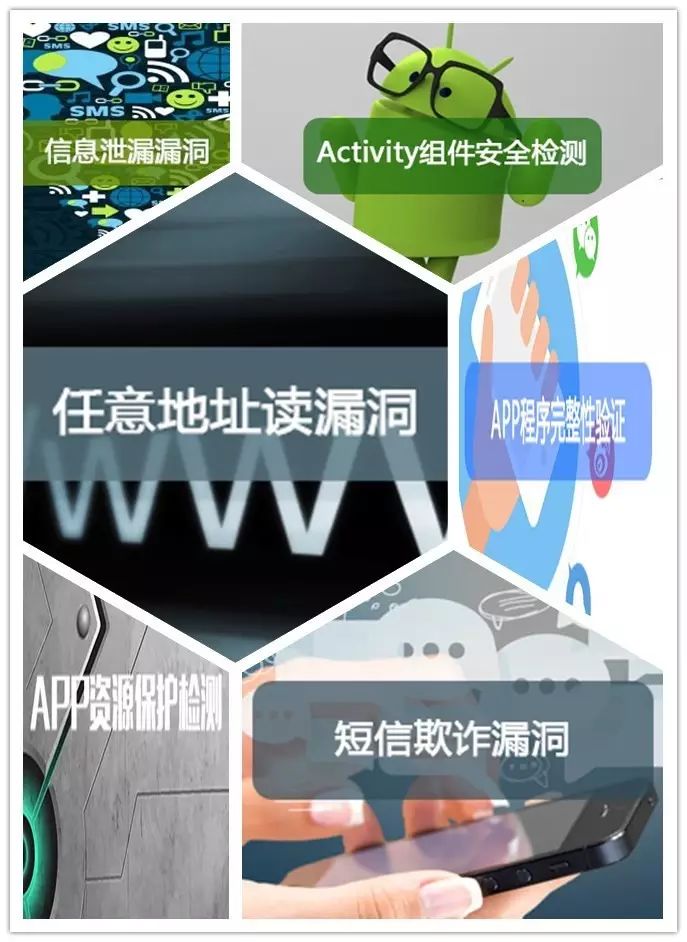 SMS
SMS
SMS
信息泄漏漏洞
SMS
Activity组件安全检测
任意地址读漏洞
WWW
APP程序完整性验证
APP资源保护检测
短信欺诈漏洞